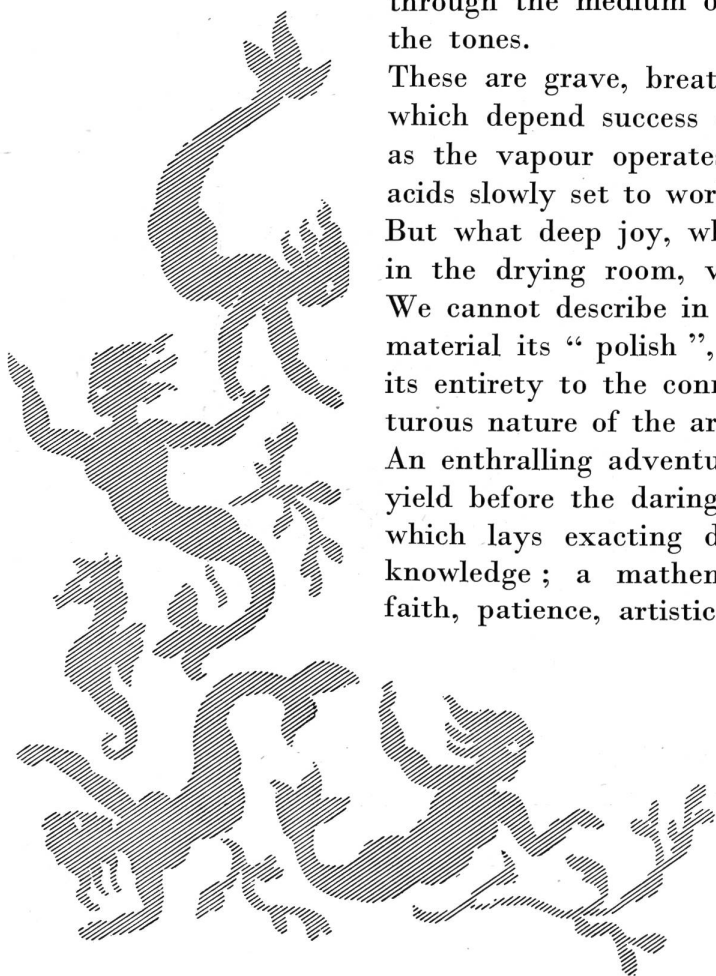 through the medium o
the tones.
These are grave, breat
which depend success
as the vapour operate
acids slowly set to wor
But what deep joy, w
in the drying room, v
We cannot describe in
material its “ polish ”,
its entirety to the con
turous nature of the ar
An enthralling adventu
yield before the daring
which lays exacting d
knowledge ; a mathe
faith, patience, artistic